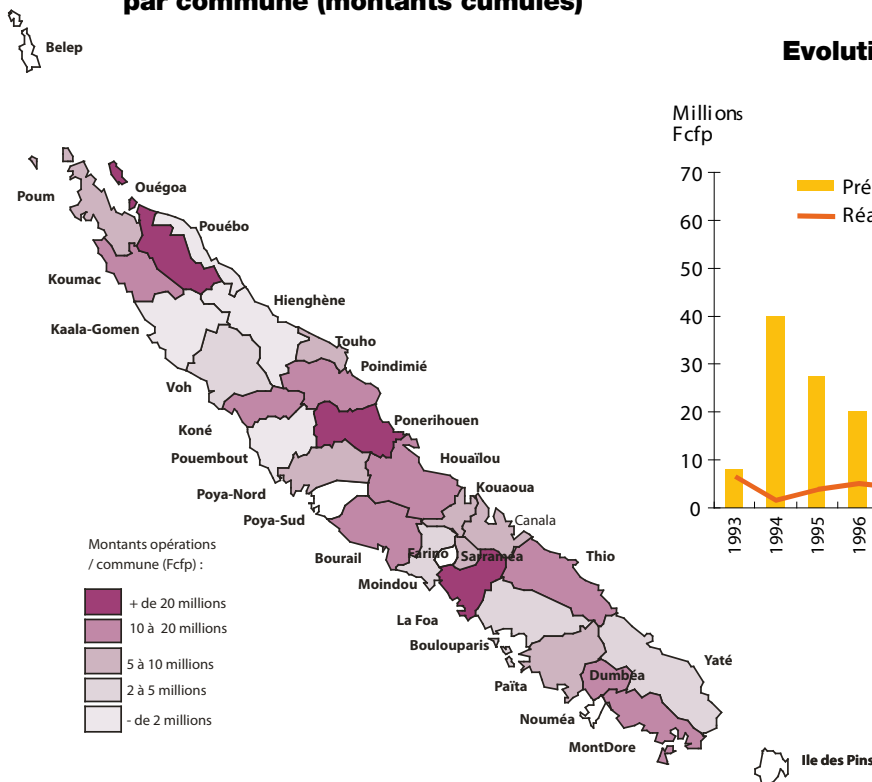 par commune (montants cumulés)
Belep
Poum
Ouégoa
Pouébo
Koumac
Hienghène
Kaala-Gomen
Touho
Poindimié
Voh
Ponerihouen
Koné
Pouembout
Houaïlou
Poya-Nord
Kouaoua
Poya-Sud
Canala
Bourail
Farino
Sarraméa
Thio
Moindou
La Foa
Boulouparis
Yaté
Païta
Dumbéa
Nouméa
MontDore
Ile des Pins
Montants opérations
/ commune (Fcfp) :
+ de 20 millions
10 à 20 millions
5 à 10 millions
2 à 5 millions
- de 2 millions
Evoluti
Millions
Fcfp
70
60
50
40
30
20
10
0
Pré
Réa
1993
1994
1995
1996